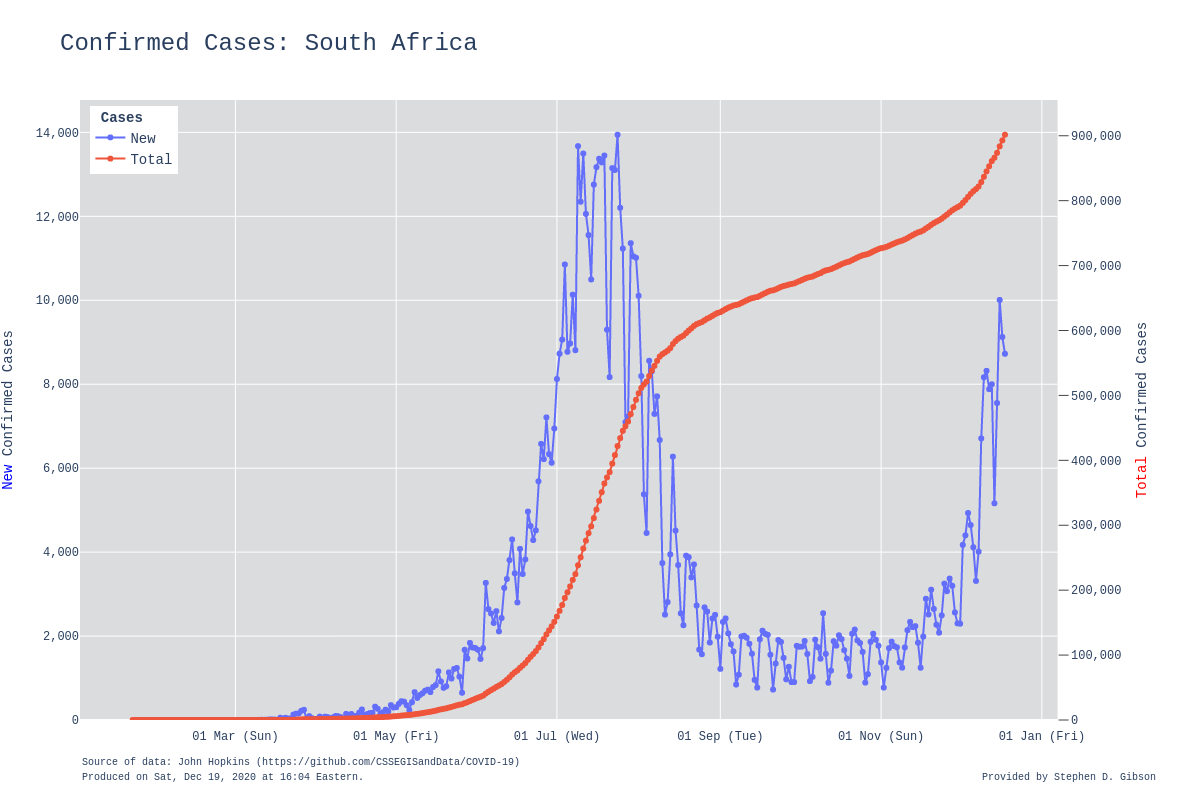 Confirmed Cases: South Africa
Cases
New
Total
14,000
12,000
10,000
8,000
6,000
4,000
2,000
0
New Confirmed Cases
900,000
800,000
700,000
600,000
500,000
400,000
300,000
200,000
100,000
0
Total Confirmed Cases
01 Mar (Sun) 01 May (Fri) 01 Jul (Wed) 01 Sep (Tue) 01 Nov (Sun) 01 Jan (Fri)
Source of data: John Hopkins (https://github.com/CSSEGISandData/COVID-19)
Produced on Sat, Dec 19, 2020 at 16:04 Eastern.
Provided by Stephen D. Gibson